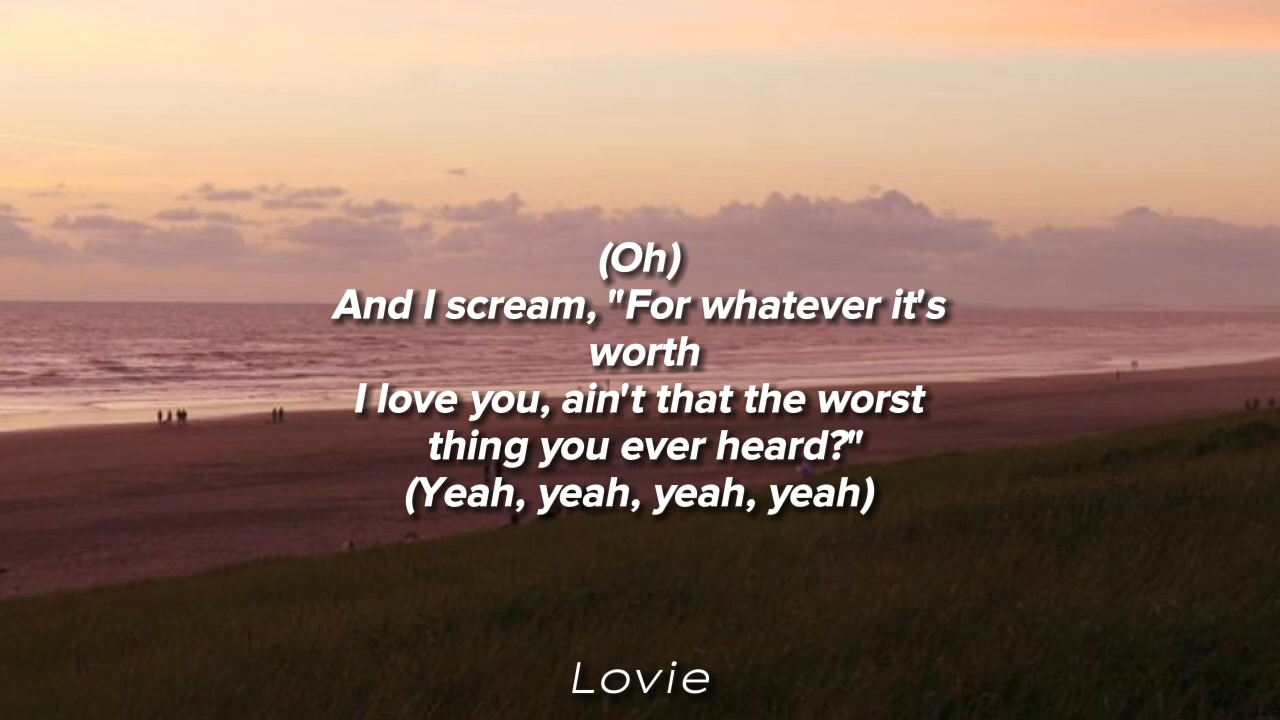 (Oh)
And I scream, "For whatever it's
worth
I love you, ain't that the worst
thing you ever heard?"
(Yeah, yeah, yeah, yeah)
Lovie